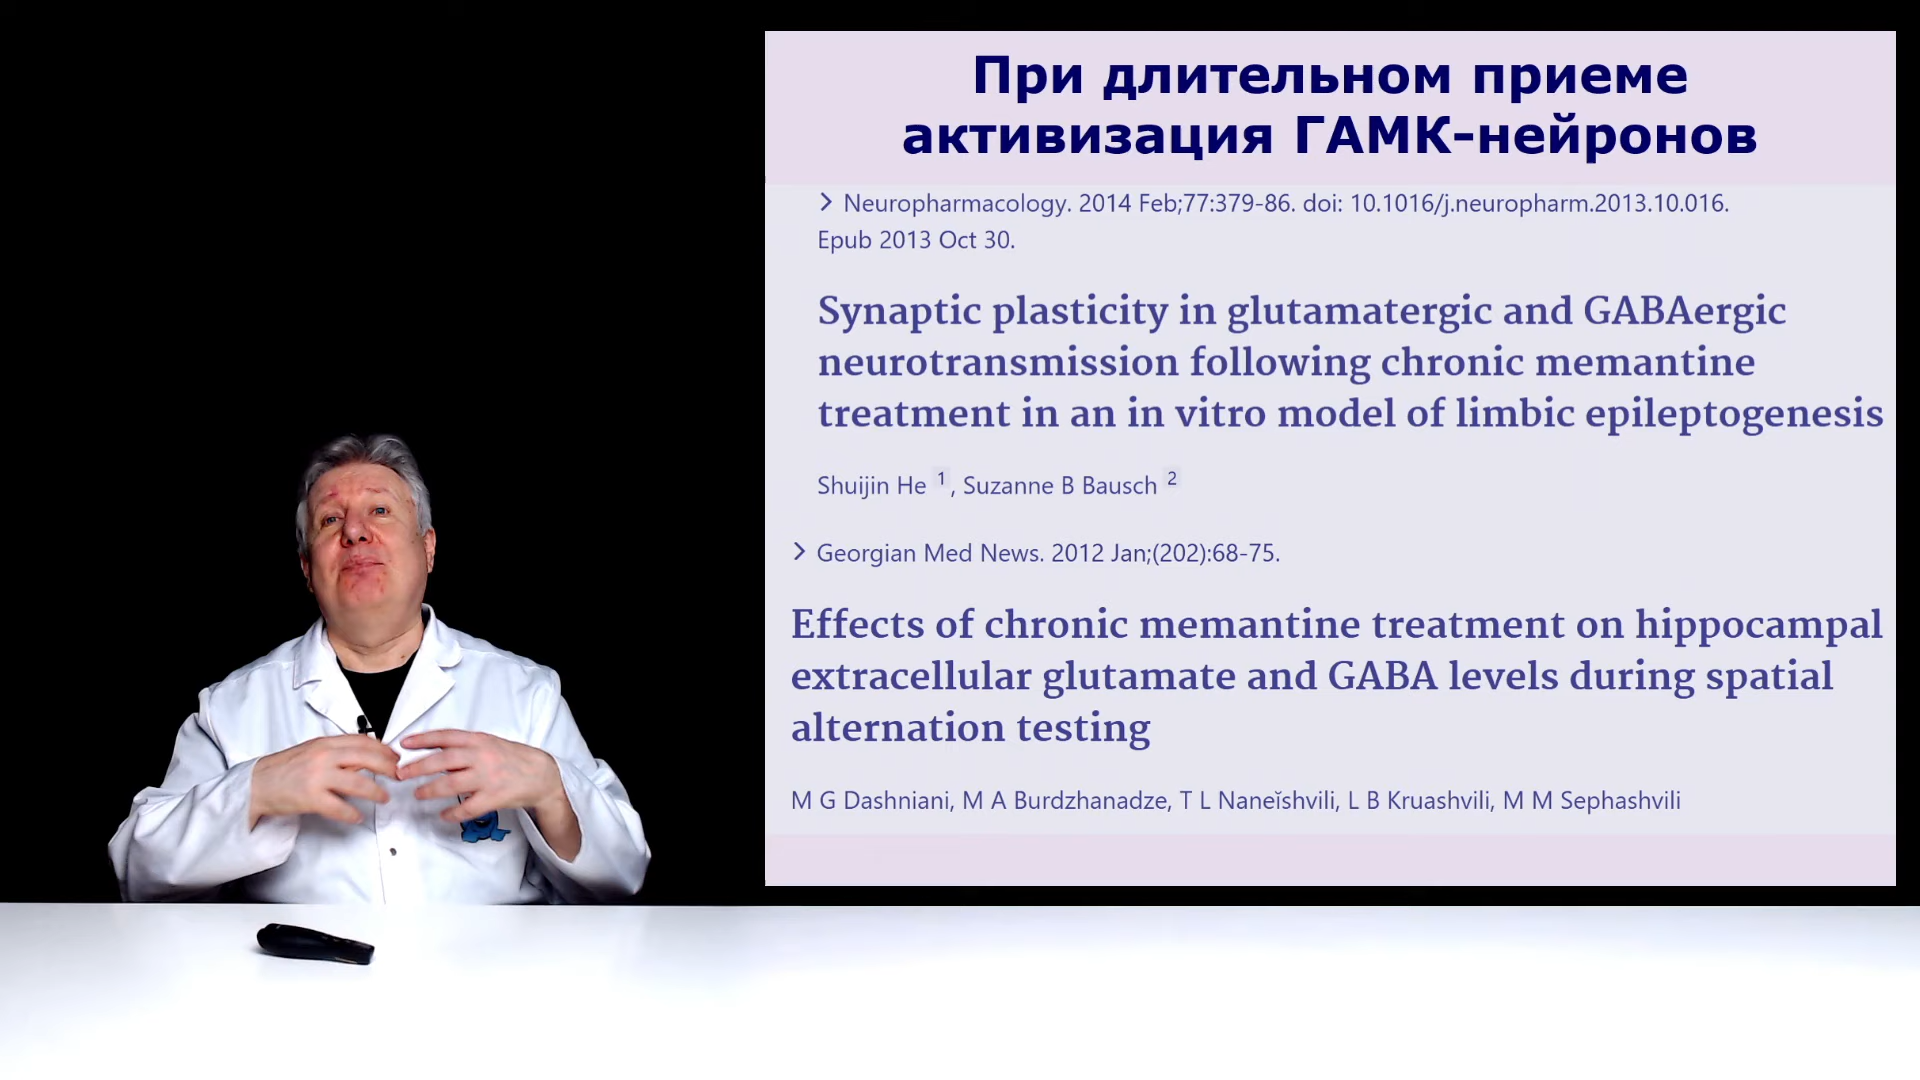 При длительном приеме
активизация ГАМК-нейронов
> Neuropharmacology. 2014 Feb;77:379-86. doi: 10.1016/j.neuropharm.2013.10.016.
Epub 2013 Oct 30.
Synaptic plasticity in glutamatergic and GABAergic
neurotransmission following chronic memantine
treatment in an in vitro model of limbic epileptogenesis
Shuijin He 1, Suzanne B Bausch 2
> Georgian Med News. 2012 Jan;(202):68-75.
Effects of chronic memantine treatment on hippocampal
extracellular glutamate and GABA levels during spatial
alternation testing
M G Dashniani, M A Burdzhanadze, T L Naneĭshvili, L B Kruashvili, M M Sephashvili